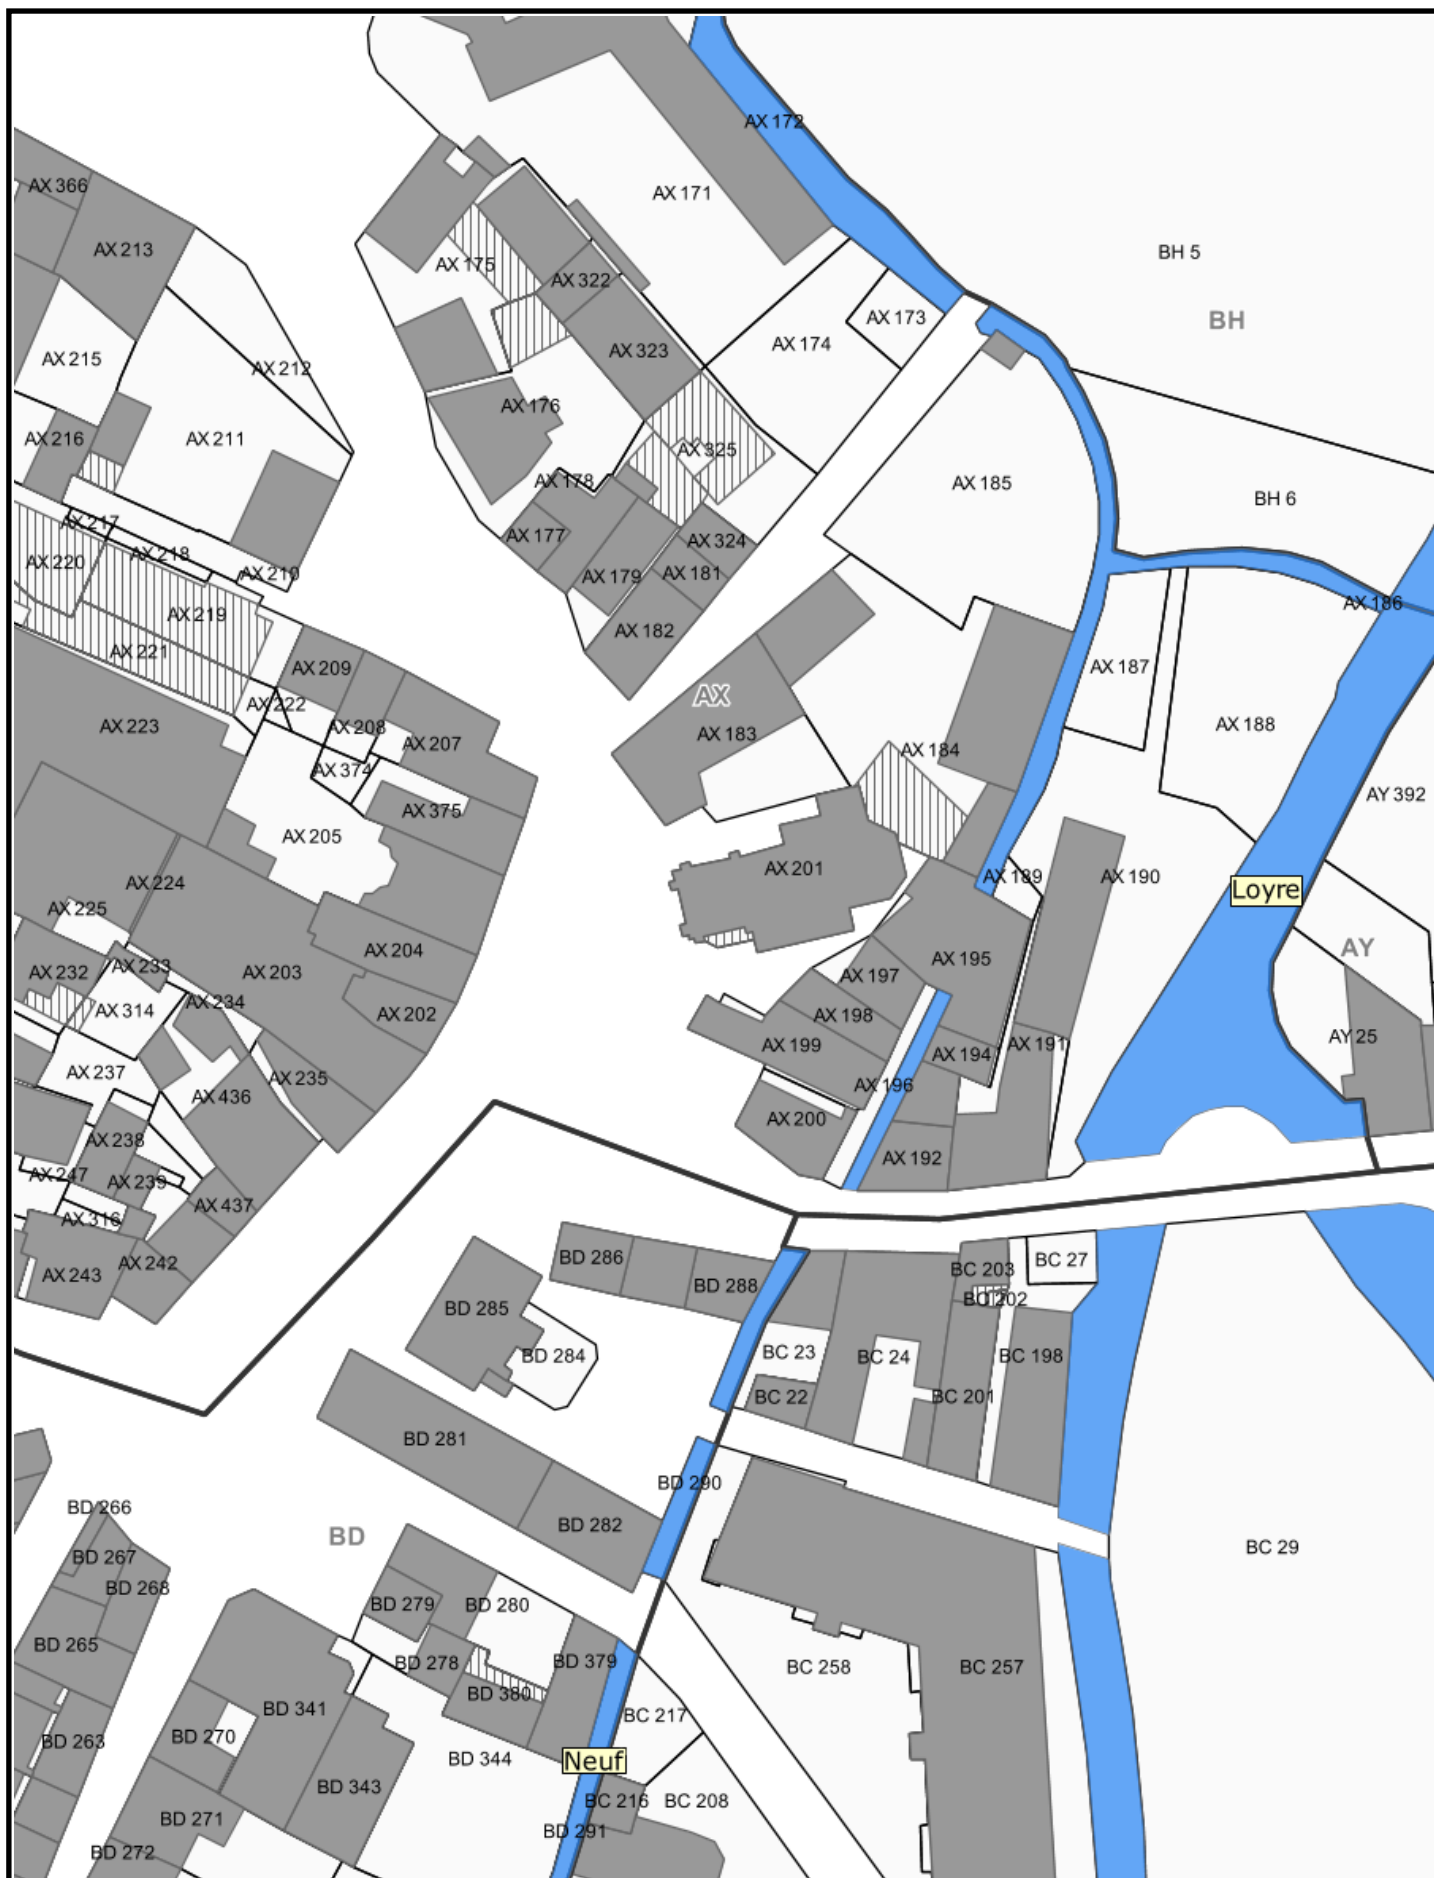 AX 172
AX 366
AX 171
AX 213
BH 5
AX 175
AX 322
AX 173
BH
AX 174
AX 323
AX 215
AX 212
AX 176
AX 216
AX 211
AX 325
AX 178
AX 185
BH 6
AX 217
AX 177
AX 324
AX 218
AX 220
AX 210
AX 179
AX 181
AX 186
AX 219
AX 182
AX 221
AX 209
AX 187
AX
AX 222
AX 223
AX 208
AX 183
AX 188
AX 207
AX 184
AX 374
AY 392
AX 375
AX 205
AX 201
AX 189
AX 190
AX 224
Loyre
AX 225
AX 204
AY
AX 195
AX 232
AX 233
AX 203
AX 197
AX 234
AX 314
AX 202
AX 198
AY 25
AX 199
AX 191
AX 194
AX 237
AX 235
AX 196
AX 436
AX 200
AX 238
AX 192
AX 247
AX 239
AX 437
AX 316
BD 286
AX 242
BC 27
AX 243
BC 203
BD 288
BC 202
BD 285
BD 284
BC 23
BC 24
BC 198
BC 22
BC 201
BD 281
BD 290
BD 266
BD 282
BD
BC 29
BD 267
BD 268
BD 279
BD 280
BD 265
BD 278
BD 379
BC 258
BC 257
BD 380
BD 341
BC 217
BD 270
BD 263
BD 344
Neuf
BD 343
BC 216
BC 208
BD 271
BD 291
BD 272